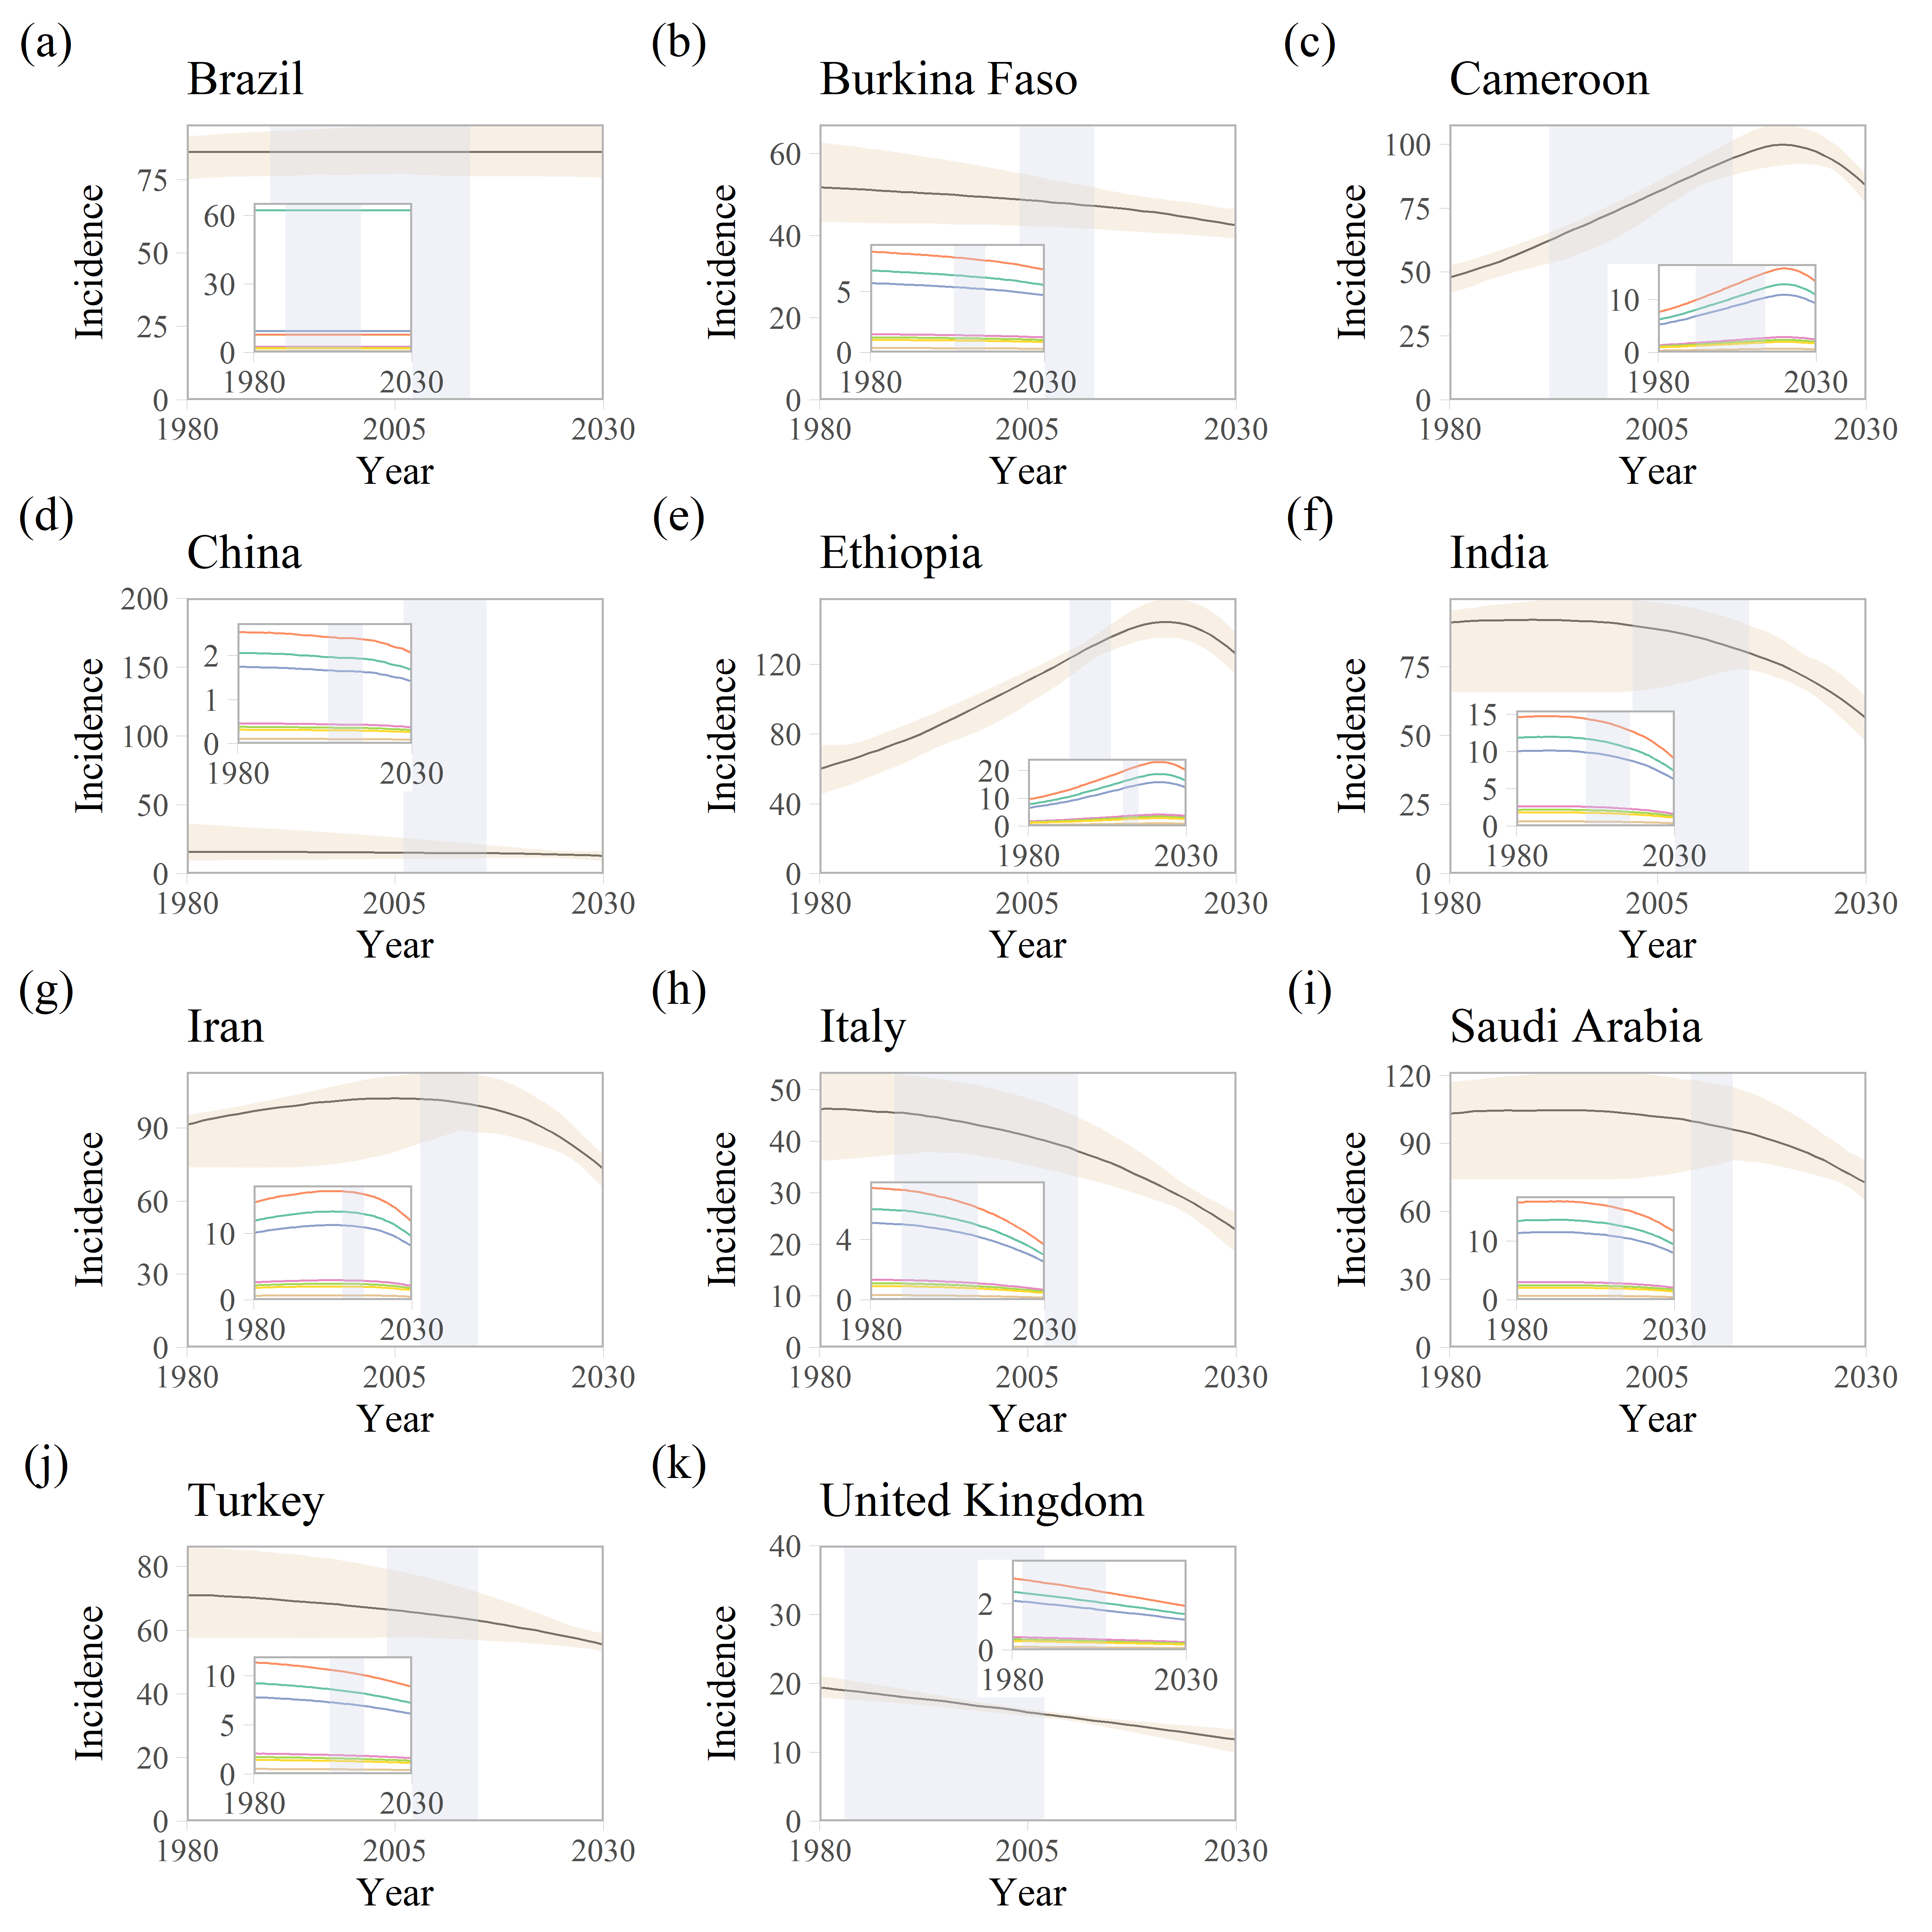 (a)
Brazil
Incidence
75
50
25
0
60
30
0
1980 2030
1980 2005 2030
Year
(b)
Burkina Faso
Incidence
60
40
20
0
5
0
1980 2030
1980 2005 2030
Year
(c)
Cameroon
Incidence
100
75
50
25
0
10
0
1980 2030
1980 2005 2030
Year
(d)
China
Incidence
200
150
100
50
0
2
1
0
1980 2030
1980 2005 2030
Year
(e)
Ethiopia
Incidence
120
80
40
0
20
10
0
1980 2030
1980 2005 2030
Year
(f)
India
Incidence
75
50
25
0
15
10
5
0
1980 2030
1980 2005 2030
Year
(g)
Iran
Incidence
90
60
30
0
10
0
1980 2030
1980 2005 2030
Year
(h)
Italy
Incidence
50
40
30
20
10
0
4
0
1980 2030
1980 2005 2030
Year
(i)
Saudi Arabia
Incidence
120
90
60
30
0
10
0
1980 2030
1980 2005 2030
Year
(j)
Turkey
Incidence
80
60
40
20
0
10
5
0
1980 2030
1980 2005 2030
Year
(k)
United Kingdom
Incidence
40
30
20
10
0
2
0
1980 2030
1980 2005 2030
Year